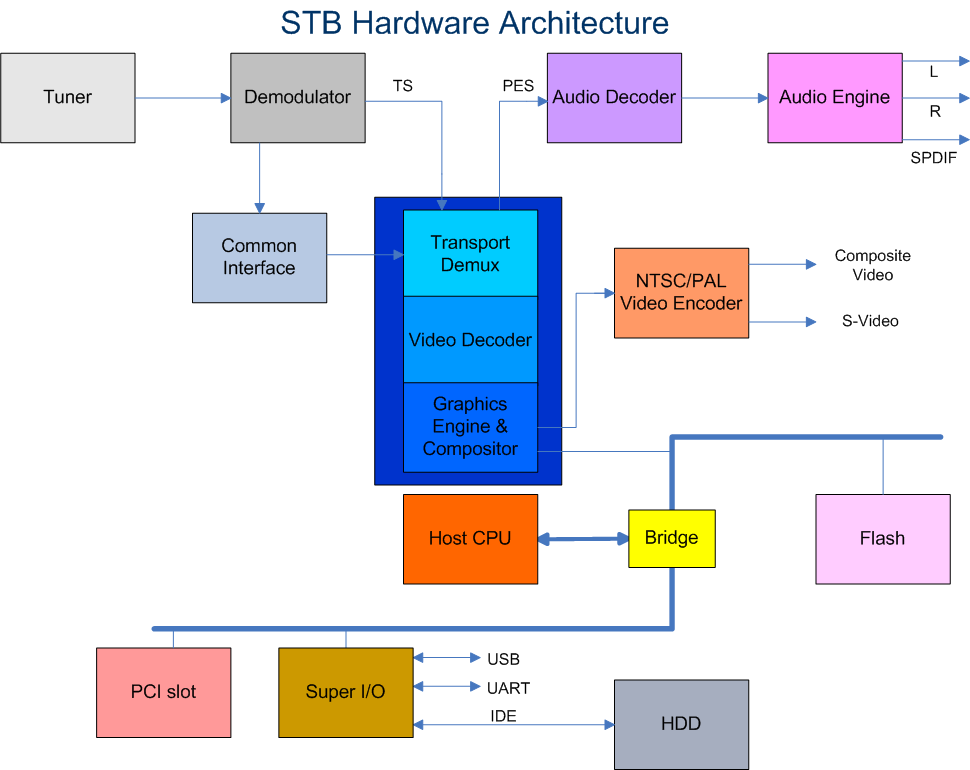 STB Hardware Architecture
Tuner
Demodulator
TS
PES
Audio Decoder
Audio Engine
L
R
SPDIF
Common
Interface
Transport
Demux
Video Decoder
Graphics
Engine &
Compositor
NTSC/PAL
Video Encoder
Composite
Video
S-Video
Host CPU
Bridge
Flash
PCI slot
Super I/O
USB
UART
IDE
HDD